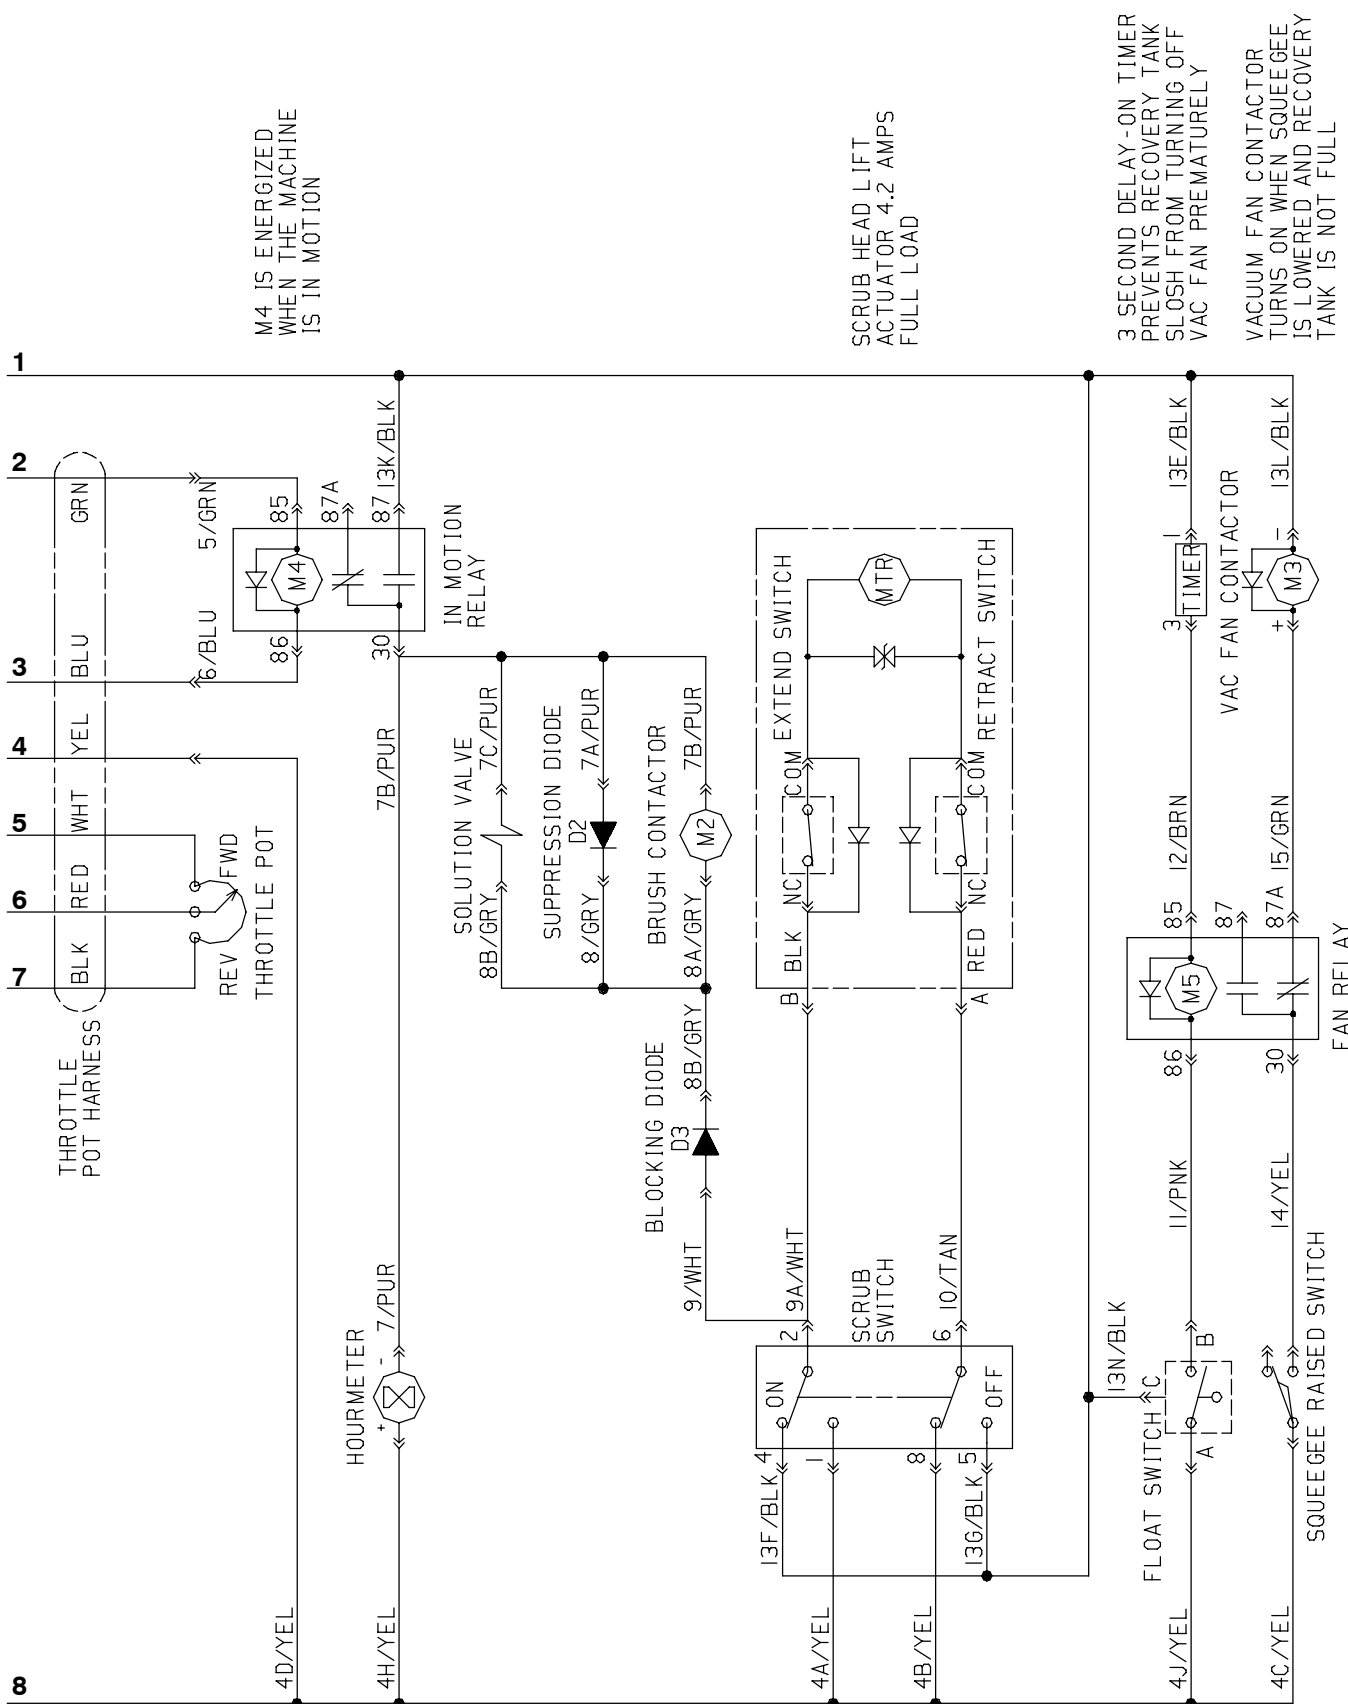 1
2
3
4
5
6
7
8
M4 IS ENERGIZED
WHEN THE MACHINE
IS IN MOTION
SCRUB HEAD LIFT
ACTUATOR 4.2 AMPS
FULL LOAD
3 SECOND DELAY-ON TIMER
PREVENTS RECOVERY TANK
SLOSH FROM TURNING OFF
VAC FAN PREMATURELY
VACUUM FAN CONTACTOR
TURNS ON WHEN SQUEEGEE
IS LOWERED AND RECOVERY
TANK IS NOT FULL
GRN
BLU
YEL
WHT
RED
BLK
THROTTLE
POT HARNESS
FWD
REV
THROTTLE POT
5/GRN
6/BLU
85
87A
87
13K/BLK
M4
86
30
IN MOTION
RELAY
7B/PUR
7/PUR
HOURMETER
+
-
4D/YEL
4H/YEL
SOLUTION VALVE
7C/PUR
8B/GRY
SUPPRESSION DIODE
7A/PUR
D2
8/GRY
BRUSH CONTACTOR
7B/PUR
M2
8A/GRY
BLOCKING DIODE
8B/GRY
D3
9/WHT
EXTEND SWITCH
MTR
RETRACT SWITCH
COM
COM
NC
NC
BLK
RED
B
A
9A/WHT
10/TAN
2
SCRUB
SWITCH
6
ON
OFF
4
1
8
5
13F/BLK
13G/BLK
4A/YEL
4B/YEL
13E/BLK
13L/BLK
1
TIMER
3
VAC FAN CONTACTOR
-
M3
+
12/BRN
15/GRN
85
87
87A
M5
86
30
FAN RELAY
11/PNK
14/YEL
13N/BLK
C
B
A
FLOAT SWITCH
SQUEEGEE RAISED SWITCH
4J/YEL
4C/YEL